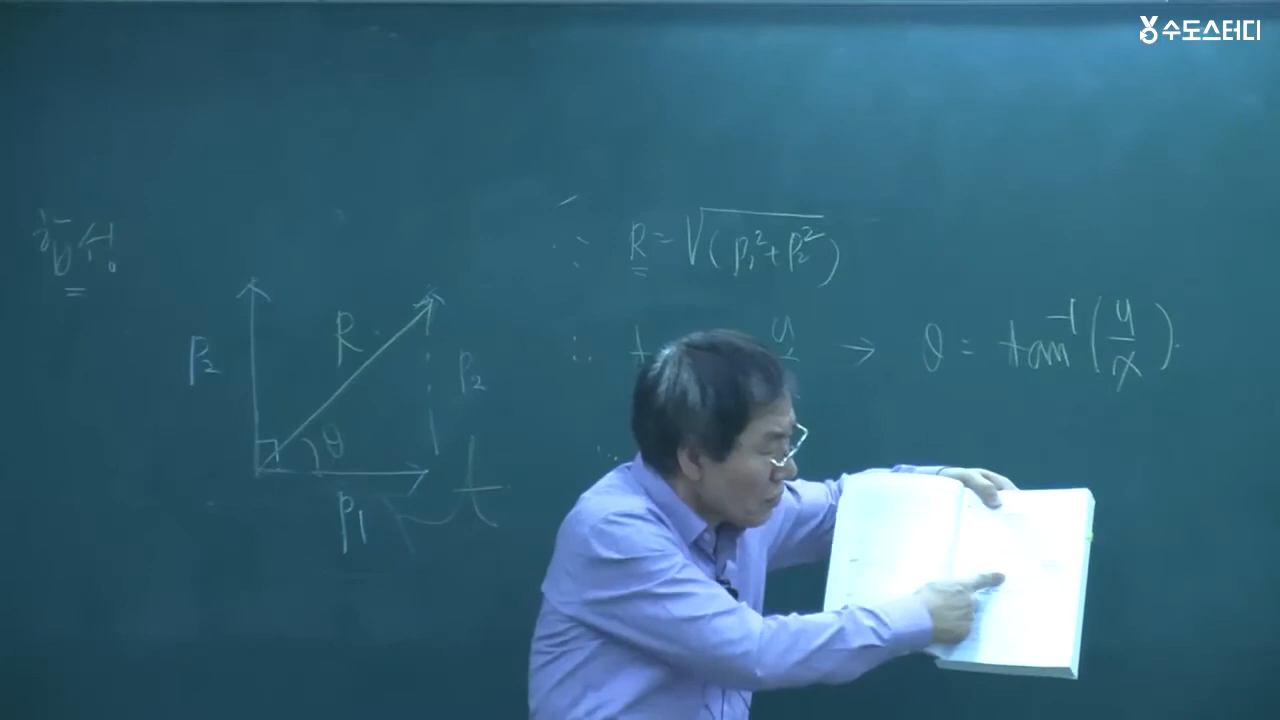 수도스터디
합성
∴ R = √(P₁² + P₂²)
∴ t y → θ = tan⁻¹(y/x)
R
P₂
P₂
θ
P₁
t